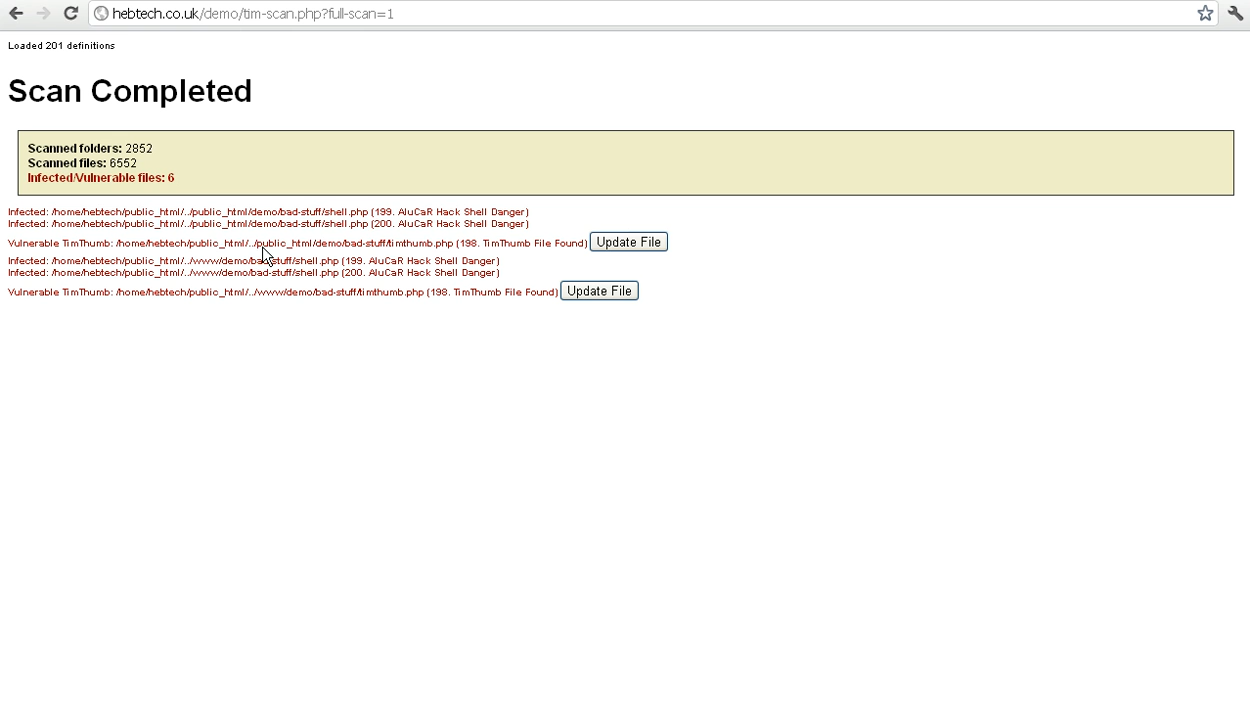 hebtech.co.uk/demo/tim-scan.php?full-scan=1
Loaded 201 definitions
Scan Completed
Scanned folders: 2852
Scanned files: 6552
Infected/Vulnerable files: 6
Infected: /home/hebtech/public_html/../public_html/demo/bad-stuff/shell.php (199. AluCaR Hack Shell Danger)
Infected: /home/hebtech/public_html/../public_html/demo/bad-stuff/shell.php (200. AluCaR Hack Shell Danger)
Vulnerable TimThumb: /home/hebtech/public_html/../public_html/demo/bad-stuff/timthumb.php (198. TimThumb File Found) Update File
Infected: /home/hebtech/public_html/../www/demo/bad-stuff/shell.php (199. AluCaR Hack Shell Danger)
Infected: /home/hebtech/public_html/../www/demo/bad-stuff/shell.php (200. AluCaR Hack Shell Danger)
Vulnerable TimThumb: /home/hebtech/public_html/../www/demo/bad-stuff/timthumb.php (198. TimThumb File Found) Update File